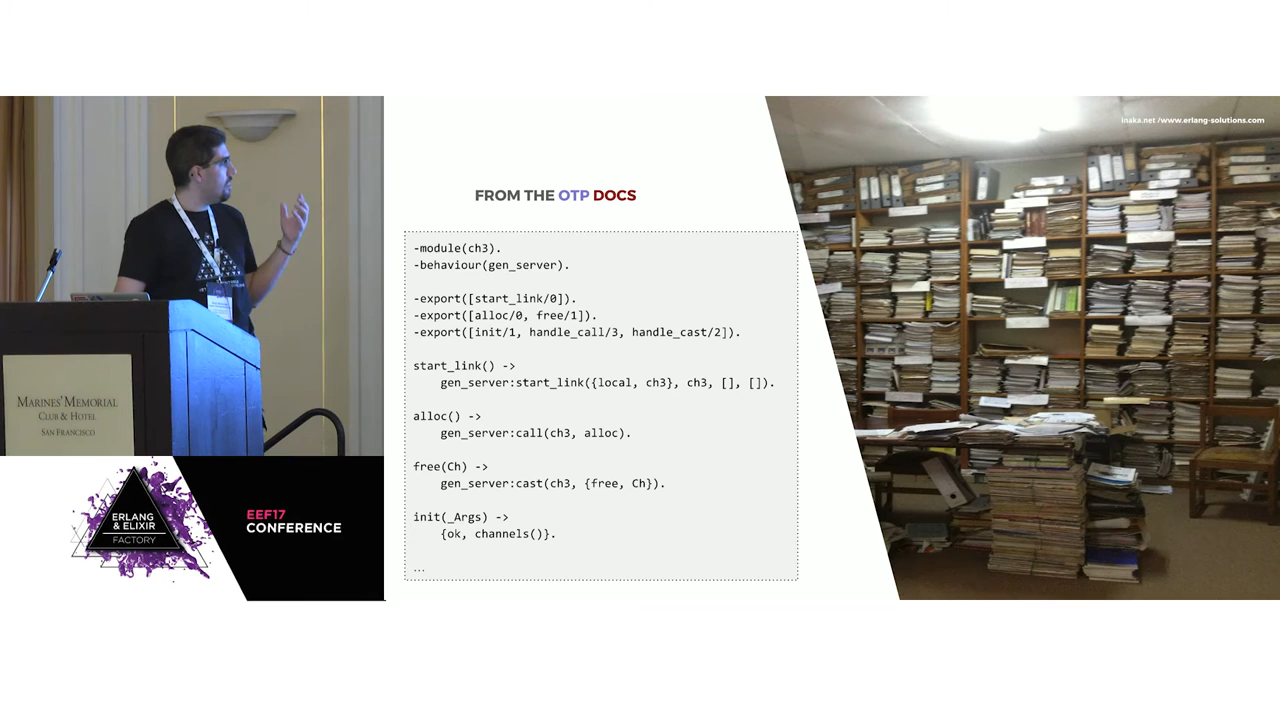 inaka.net /www.erlang-solutions.com
FROM THE OTP DOCS
-module(ch3).
-behaviour(gen_server).
-export([start_link/0]).
-export([alloc/0, free/1]).
-export([init/1, handle_call/3, handle_cast/2]).
start_link() ->
    gen_server:start_link({local, ch3}, ch3, [], []).
alloc() ->
    gen_server:call(ch3, alloc).
free(Ch) ->
    gen_server:cast(ch3, {free, Ch}).
init(_Args) ->
    {ok, channels()}.
...
MARINES' MEMORIAL
CLUB & HOTEL
SAN FRANCISCO
ERLANG
& ELIXIR
FACTORY
EEF17
CONFERENCE